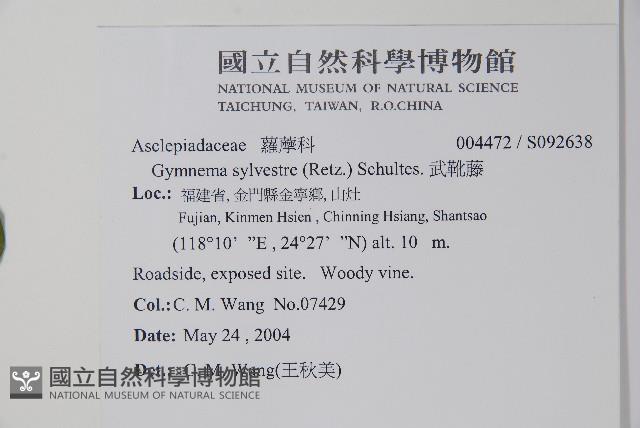 國立自然科學博物館
NATIONAL MUSEUM OF NATURAL SCIENCE
TAICHUNG, TAIWAN, R.O.CHINA
Asclepiadaceae 蘿藦科 004472 / S092638
Gymnema sylvestre (Retz.) Schultes. 武靴藤
Loc.: 福建省, 金門縣金寧鄉, 山灶
Fujian, Kinmen Hsien , Chinning Hsiang, Shantsao
(118°10’ ”E , 24°27’ ”N) alt. 10 m.
Roadside, exposed site. Woody vine.
Col.: C. M. Wang No.07429
Date: May 24 , 2004
Det.: C. M. Wang(王秋美)
國立自然科學博物館
NATIONAL MUSEUM OF NATURAL SCIENCE